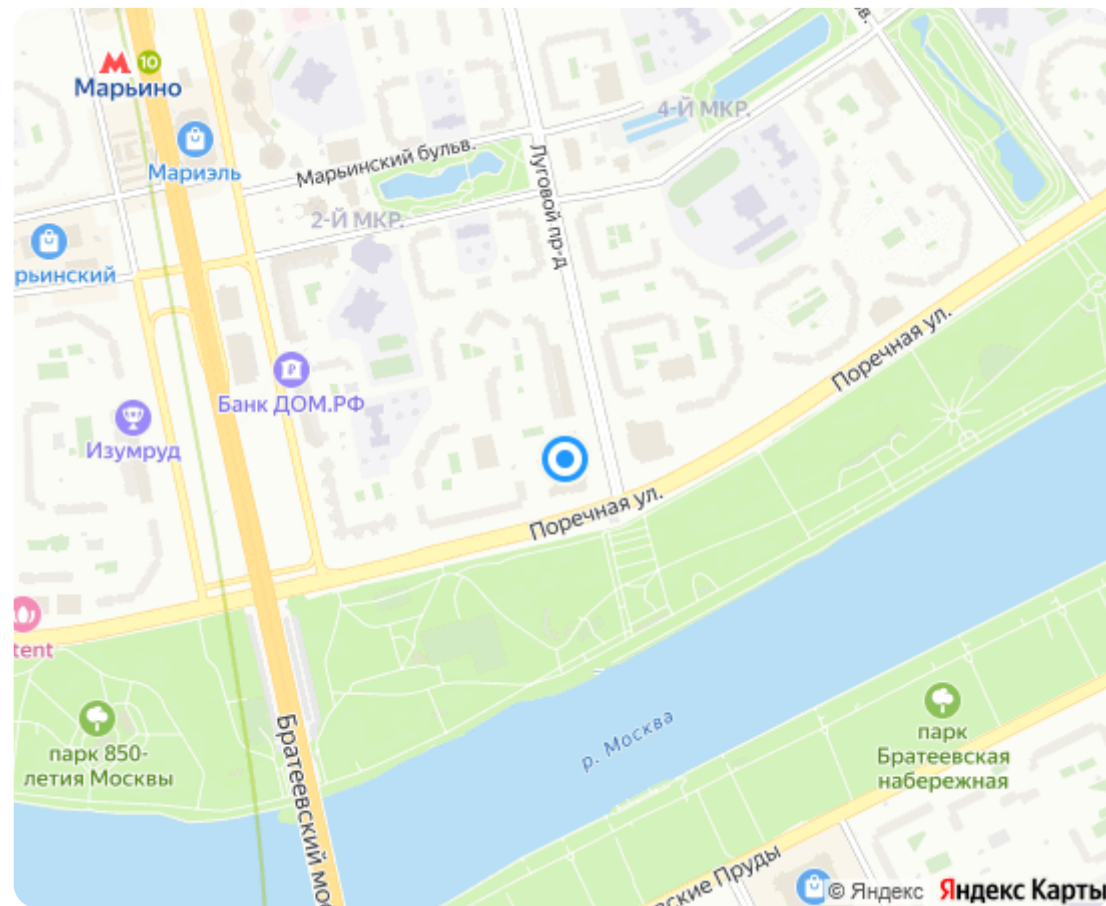 10
Марьино
4-Й МКР.
Мариэль
Марьинский бульв.
Луговой пр-д
2-Й МКР.
рьинский
Поречная ул.
Банк ДОМ.РФ
Изумруд
Поречная ул.
tent
парк 850-
летия Москвы
Братеевский мо
р. Москва
парк
Братеевская
набережная
ские Пруды
© Яндекс Яндекс Карты